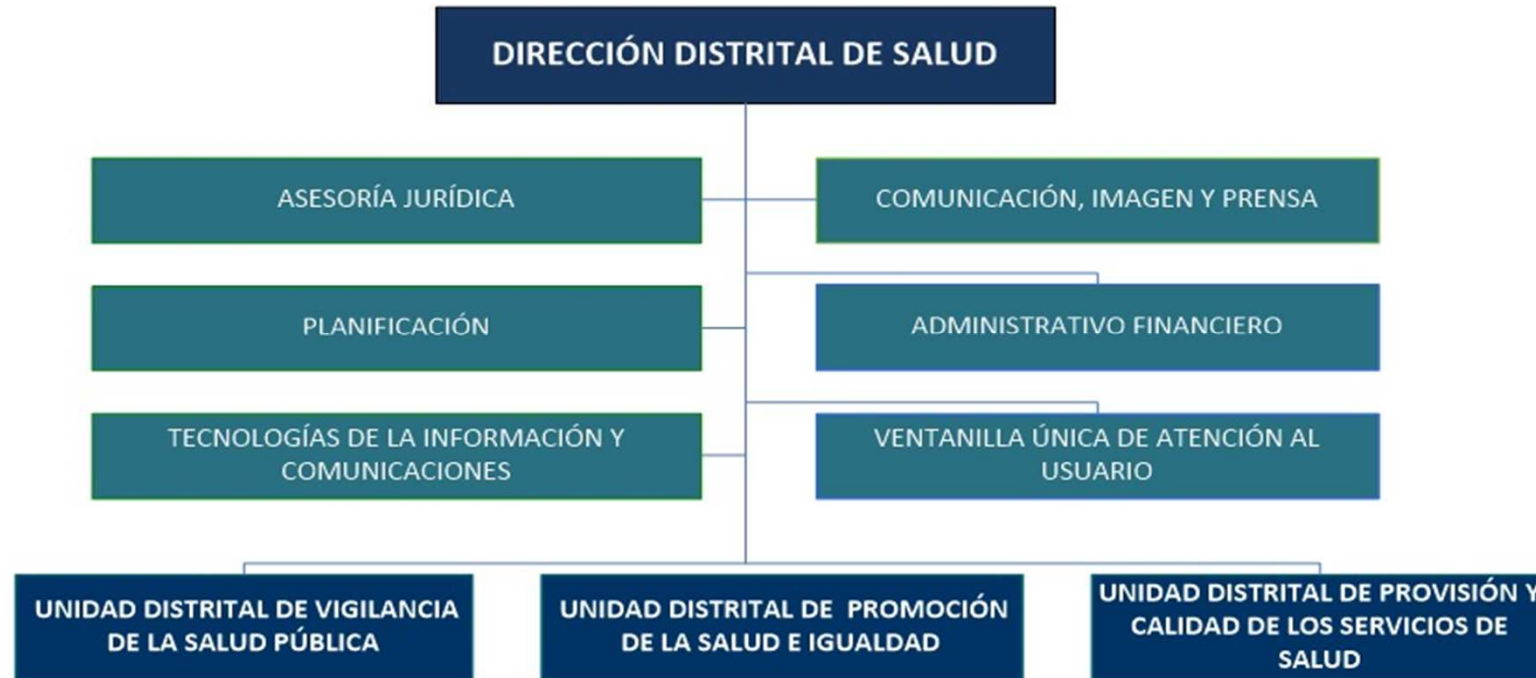 DIRECCIÓN DISTRITAL DE SALUD
ASESORÍA JURÍDICA
COMUNICACIÓN, IMAGEN Y PRENSA
PLANIFICACIÓN
ADMINISTRATIVO FINANCIERO
TECNOLOGÍAS DE LA INFORMACIÓN Y
COMUNICACIONES
VENTANILLA ÚNICA DE ATENCIÓN AL
USUARIO
UNIDAD DISTRITAL DE VIGILANCIA
DE LA SALUD PÚBLICA
UNIDAD DISTRITAL DE PROMOCIÓN
DE LA SALUD E IGUALDAD
UNIDAD DISTRITAL DE PROVISIÓN Y
CALIDAD DE LOS SERVICIOS DE
SALUD